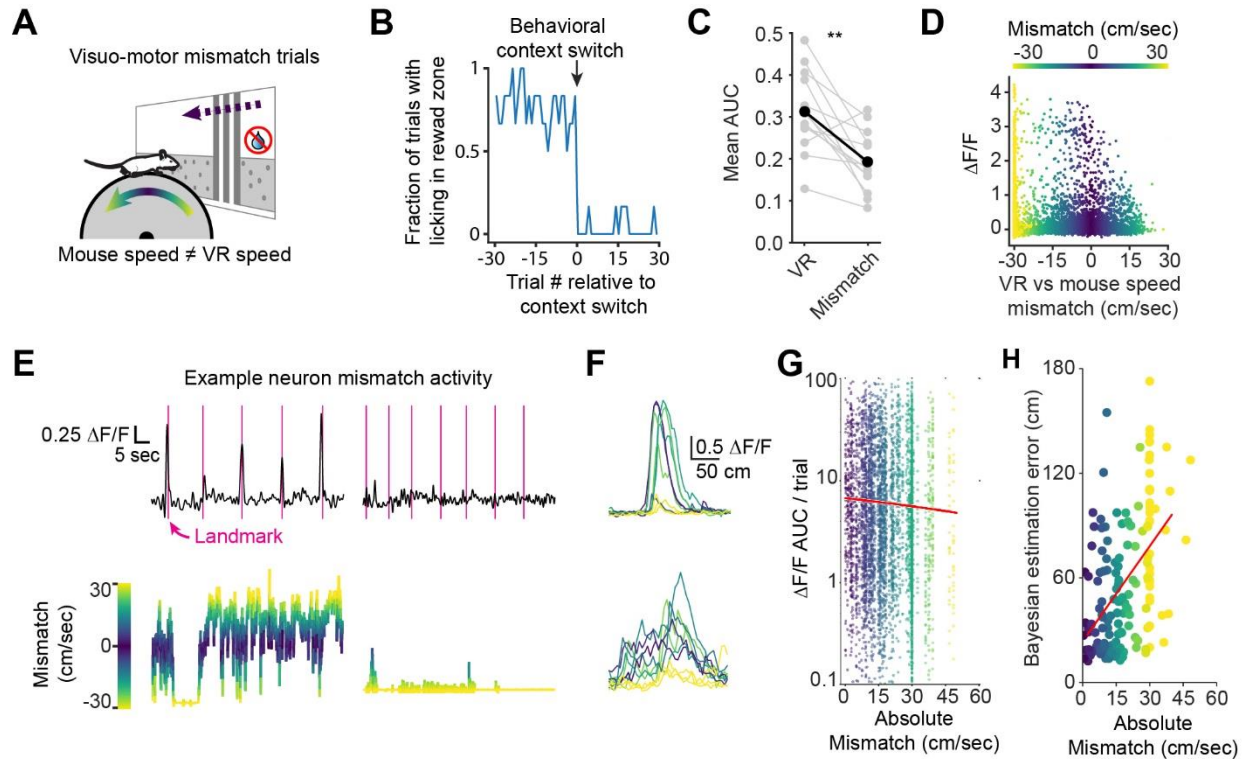 A
Visuo-motor mismatch trials
Mouse speed ≠ VR speed
B
Behavioral
context switch
Fraction of trials with
licking in rewad zone
1
0.5
0
-30 -15 0 15 30
Trial # relative to
context switch
C
**
Mean AUC
0.5
0.4
0.3
0.2
0.1
0.0
VR
Mismatch
D
Mismatch (cm/sec)
-30 0 30
ΔF/F
4
3
2
1
0
-30 -15 0 15 30
VR vs mouse speed
mismatch (cm/sec)
E
Example neuron mismatch activity
0.25 ΔF/F
5 sec
Landmark
Mismatch
(cm/sec)
30
0
-30
F
0.5 ΔF/F
50 cm
G
ΔF/F AUC / trial
100
10
1
0.1
0 15 30 45 60
Absolute
Mismatch (cm/sec)
H
Bayesian estimation error (cm)
180
120
60
0
0 15 30 45 60
Absolute
Mismatch (cm/sec)